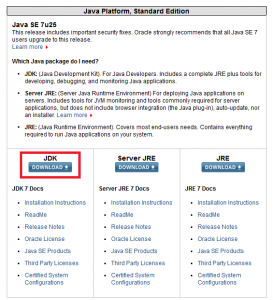 Java Platform, Standard Edition
Java SE 7u25
This release includes important security fixes. Oracle strongly recommends that all Java SE 7
users upgrade to this release.
Learn more
Which Java package do I need?
JDK: (Java Development Kit). For Java Developers. Includes a complete JRE plus tools for
developing, debugging, and monitoring Java applications.
Server JRE: (Server Java Runtime Environment) For deploying Java applications on
servers. Includes tools for JVM monitoring and tools commonly required for server
applications, but does not include browser integration (the Java plug-in), auto-update, nor
an installer. Learn more
JRE: (Java Runtime Environment). Covers most end-users needs. Contains everything
required to run Java applications on your system.
JDK
DOWNLOAD
JDK 7 Docs
Installation Instructions
ReadMe
Release Notes
Oracle License
Java SE Products
Third Party Licenses
Certified System
Configurations
Server JRE
DOWNLOAD
Server JRE 7 Docs
Installation Instructions
ReadMe
Release Notes
Oracle License
Java SE Products
Third Party Licenses
Certified System
Configurations
JRE
DOWNLOAD
JRE 7 Docs
Installation Instructions
ReadMe
Release Notes
Oracle License
Java SE Products
Third Party Licenses
Certified System
Configurations